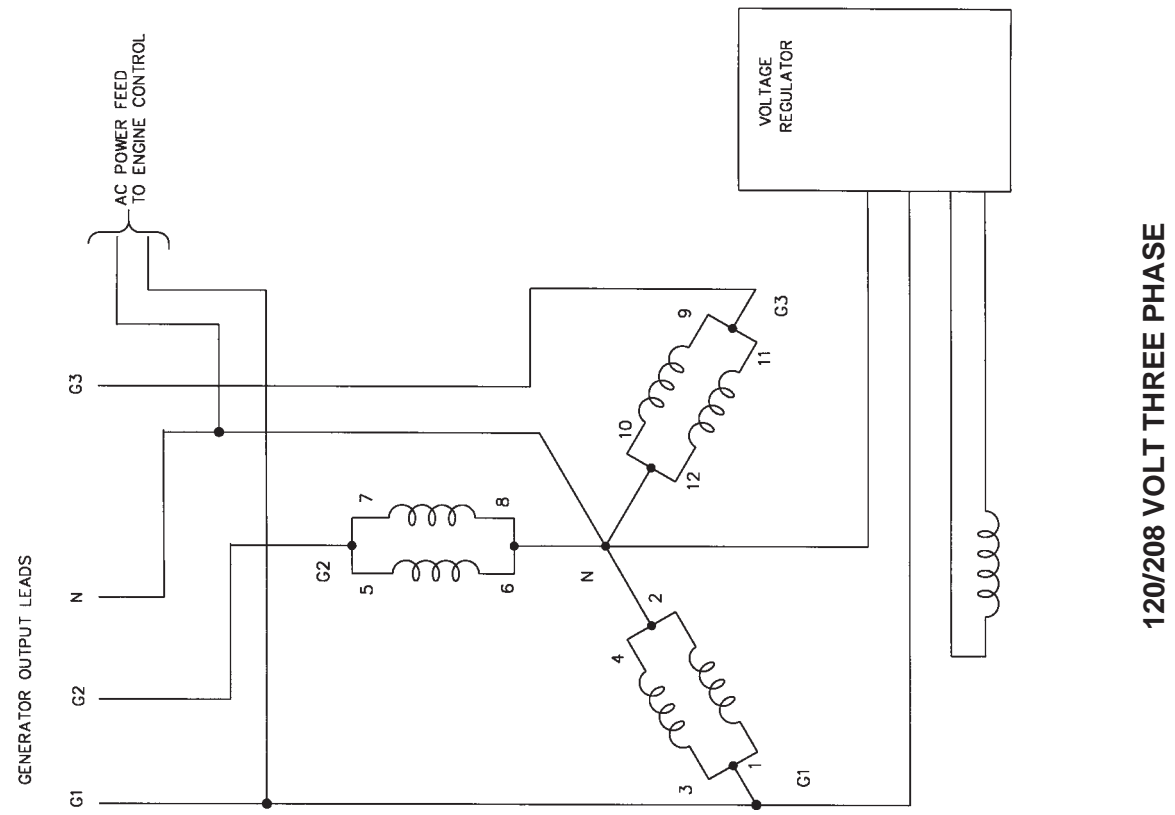 GENERATOR OUTPUT LEADS
G1
G2
N
G3
AC POWER FEED
TO ENGINE CONTROL
G2
5
7
6
8
N
2
4
3
1
G1
10
12
9
11
G3
VOLTAGE
REGULATOR
120/208 VOLT THREE PHASE